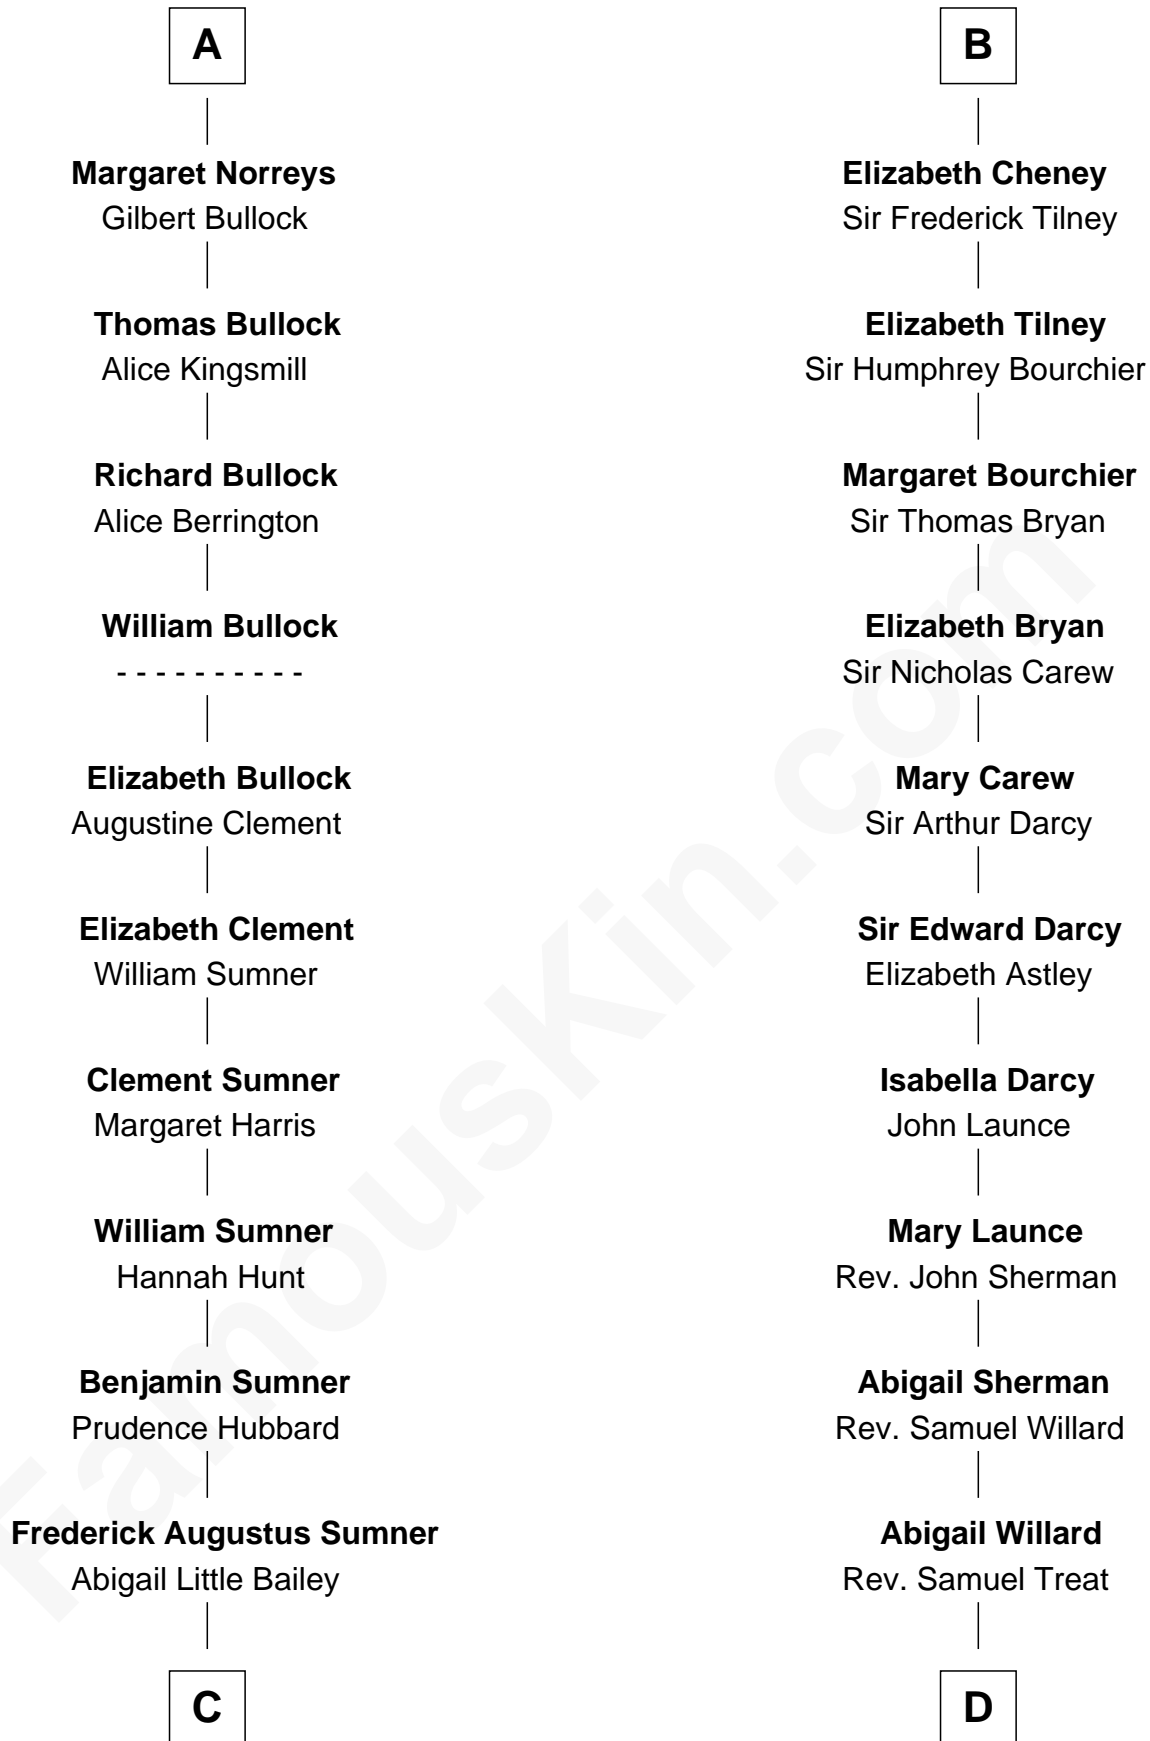 A
Margaret Norreys
Gilbert Bullock
Thomas Bullock
Alice Kingsmill
Richard Bullock
Alice Berrington
William Bullock
- - - - - - - - - -
Elizabeth Bullock
Augustine Clement
Elizabeth Clement
William Sumner
Clement Sumner
Margaret Harris
William Sumner
Hannah Hunt
Benjamin Sumner
Prudence Hubbard
Frederick Augustus Sumner
Abigail Little Bailey
C
B
Elizabeth Cheney
Sir Frederick Tilney
Elizabeth Tilney
Sir Humphrey Bourchier
Margaret Bourchier
Sir Thomas Bryan
Elizabeth Bryan
Sir Nicholas Carew
Mary Carew
Sir Arthur Darcy
Sir Edward Darcy
Elizabeth Astley
Isabella Darcy
John Launce
Mary Launce
Rev. John Sherman
Abigail Sherman
Rev. Samuel Willard
Abigail Willard
Rev. Samuel Treat
D
FamousKin.com